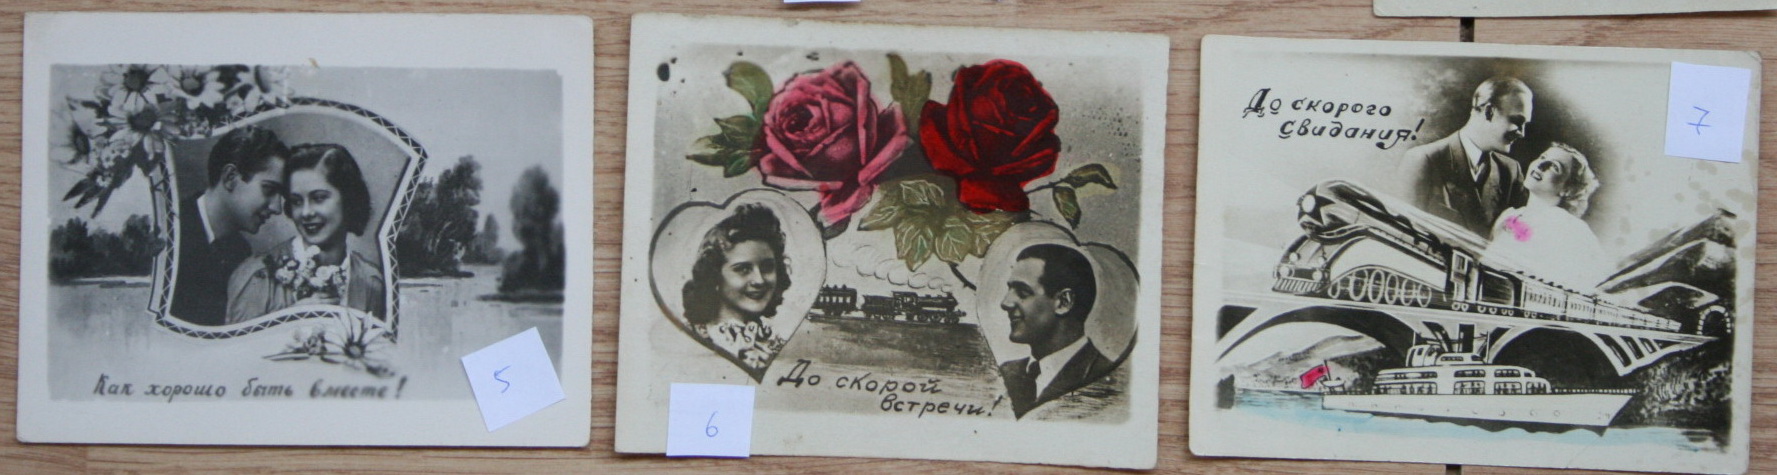 Как хорошо быть вместе!
5
До скорой
встречи!
6
До скорого
свидания!
7